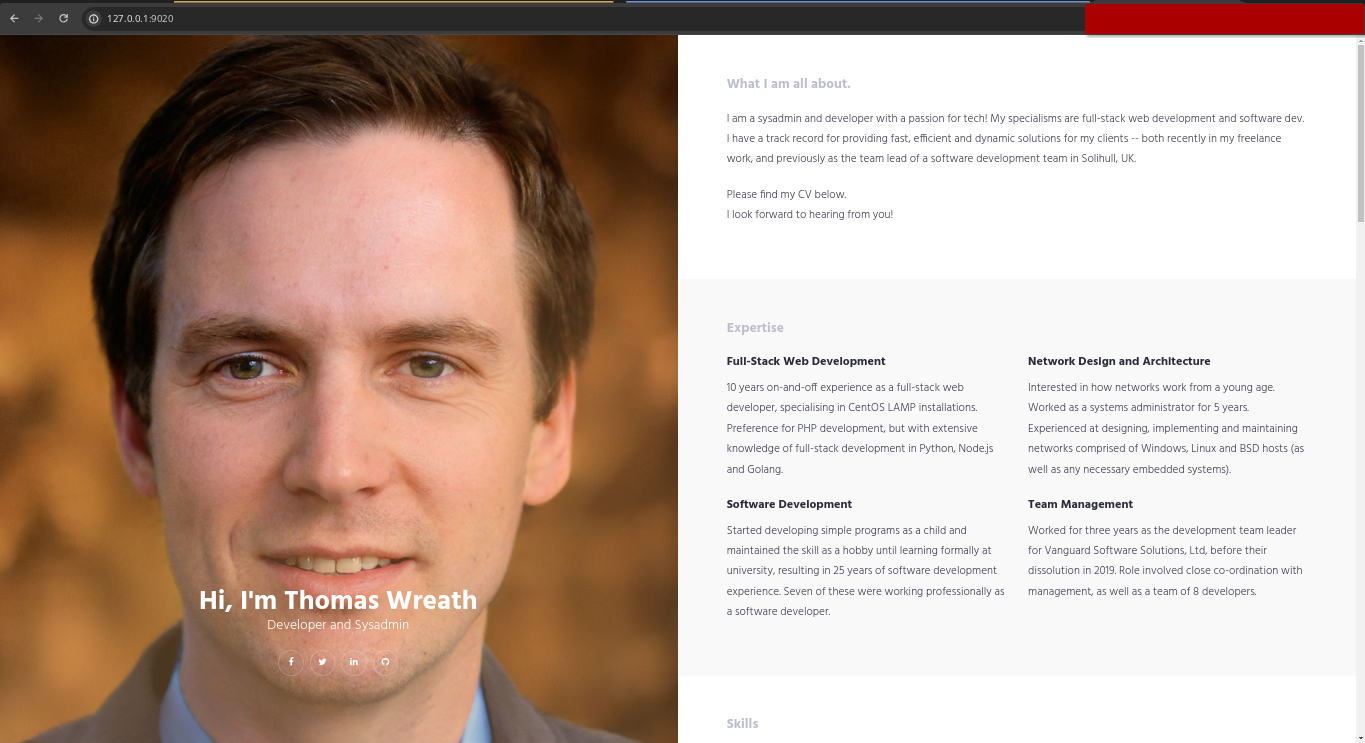 127.0.0.1:9020
Hi, I'm Thomas Wreath
Developer and Sysadmin
What I am all about.
I am a sysadmin and developer with a passion for tech! My specialisms are full-stack web development and software dev.
I have a track record for providing fast, efficient and dynamic solutions for my clients -- both recently in my freelance
work, and previously as the team lead of a software development team in Solihull, UK.
Please find my CV below.
I look forward to hearing from you!
Expertise
Full-Stack Web Development
10 years on-and-off experience as a full-stack web
developer, specialising in CentOS LAMP installations.
Preference for PHP development, but with extensive
knowledge of full-stack development in Python, Node.js
and Golang.
Network Design and Architecture
Interested in how networks work from a young age.
Worked as a systems administrator for 5 years.
Experienced at designing, implementing and maintaining
networks comprised of Windows, Linux and BSD hosts (as
well as any necessary embedded systems).
Software Development
Started developing simple programs as a child and
maintained the skill as a hobby until learning formally at
university, resulting in 25 years of software development
experience. Seven of these were working professionally as
a software developer.
Team Management
Worked for three years as the development team leader
for Vanguard Software Solutions, Ltd, before their
dissolution in 2019. Role involved close co-ordination with
management, as well as a team of 8 developers.
Skills